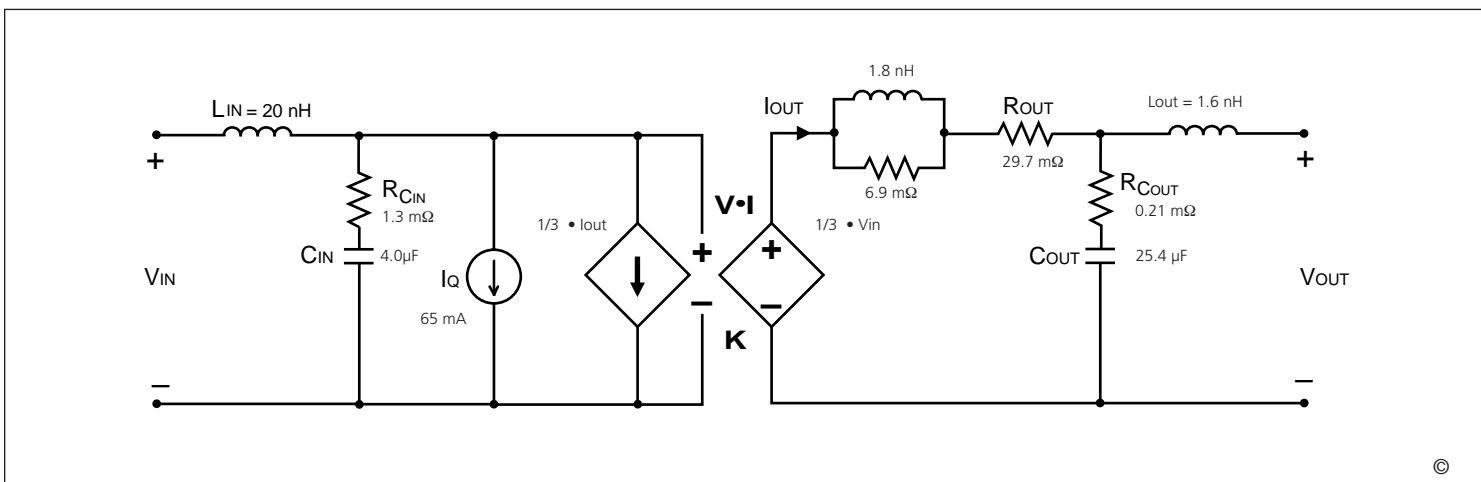 LIN = 20 nH
+
RCIN
1.3 mΩ
CIN
4.0µF
VIN
–
IQ
65 mA
1/3 • Iout
+
–
V•I
K
1/3 • Vin
+
–
IOUT
1.8 nH
6.9 mΩ
ROUT
29.7 mΩ
Lout = 1.6 nH
RCOUT
0.21 mΩ
COUT
25.4 µF
+
VOUT
–
©